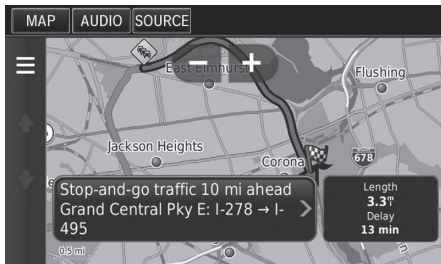 MAP AUDIO SOURCE
East Elmhurst
Flushing
Jackson Heights
Corona
678
Stop-and-go traffic 10 mi ahead
Grand Central Pky E: I-278 → I-
495
Length
3.3
Delay
13 min
0.5 mi